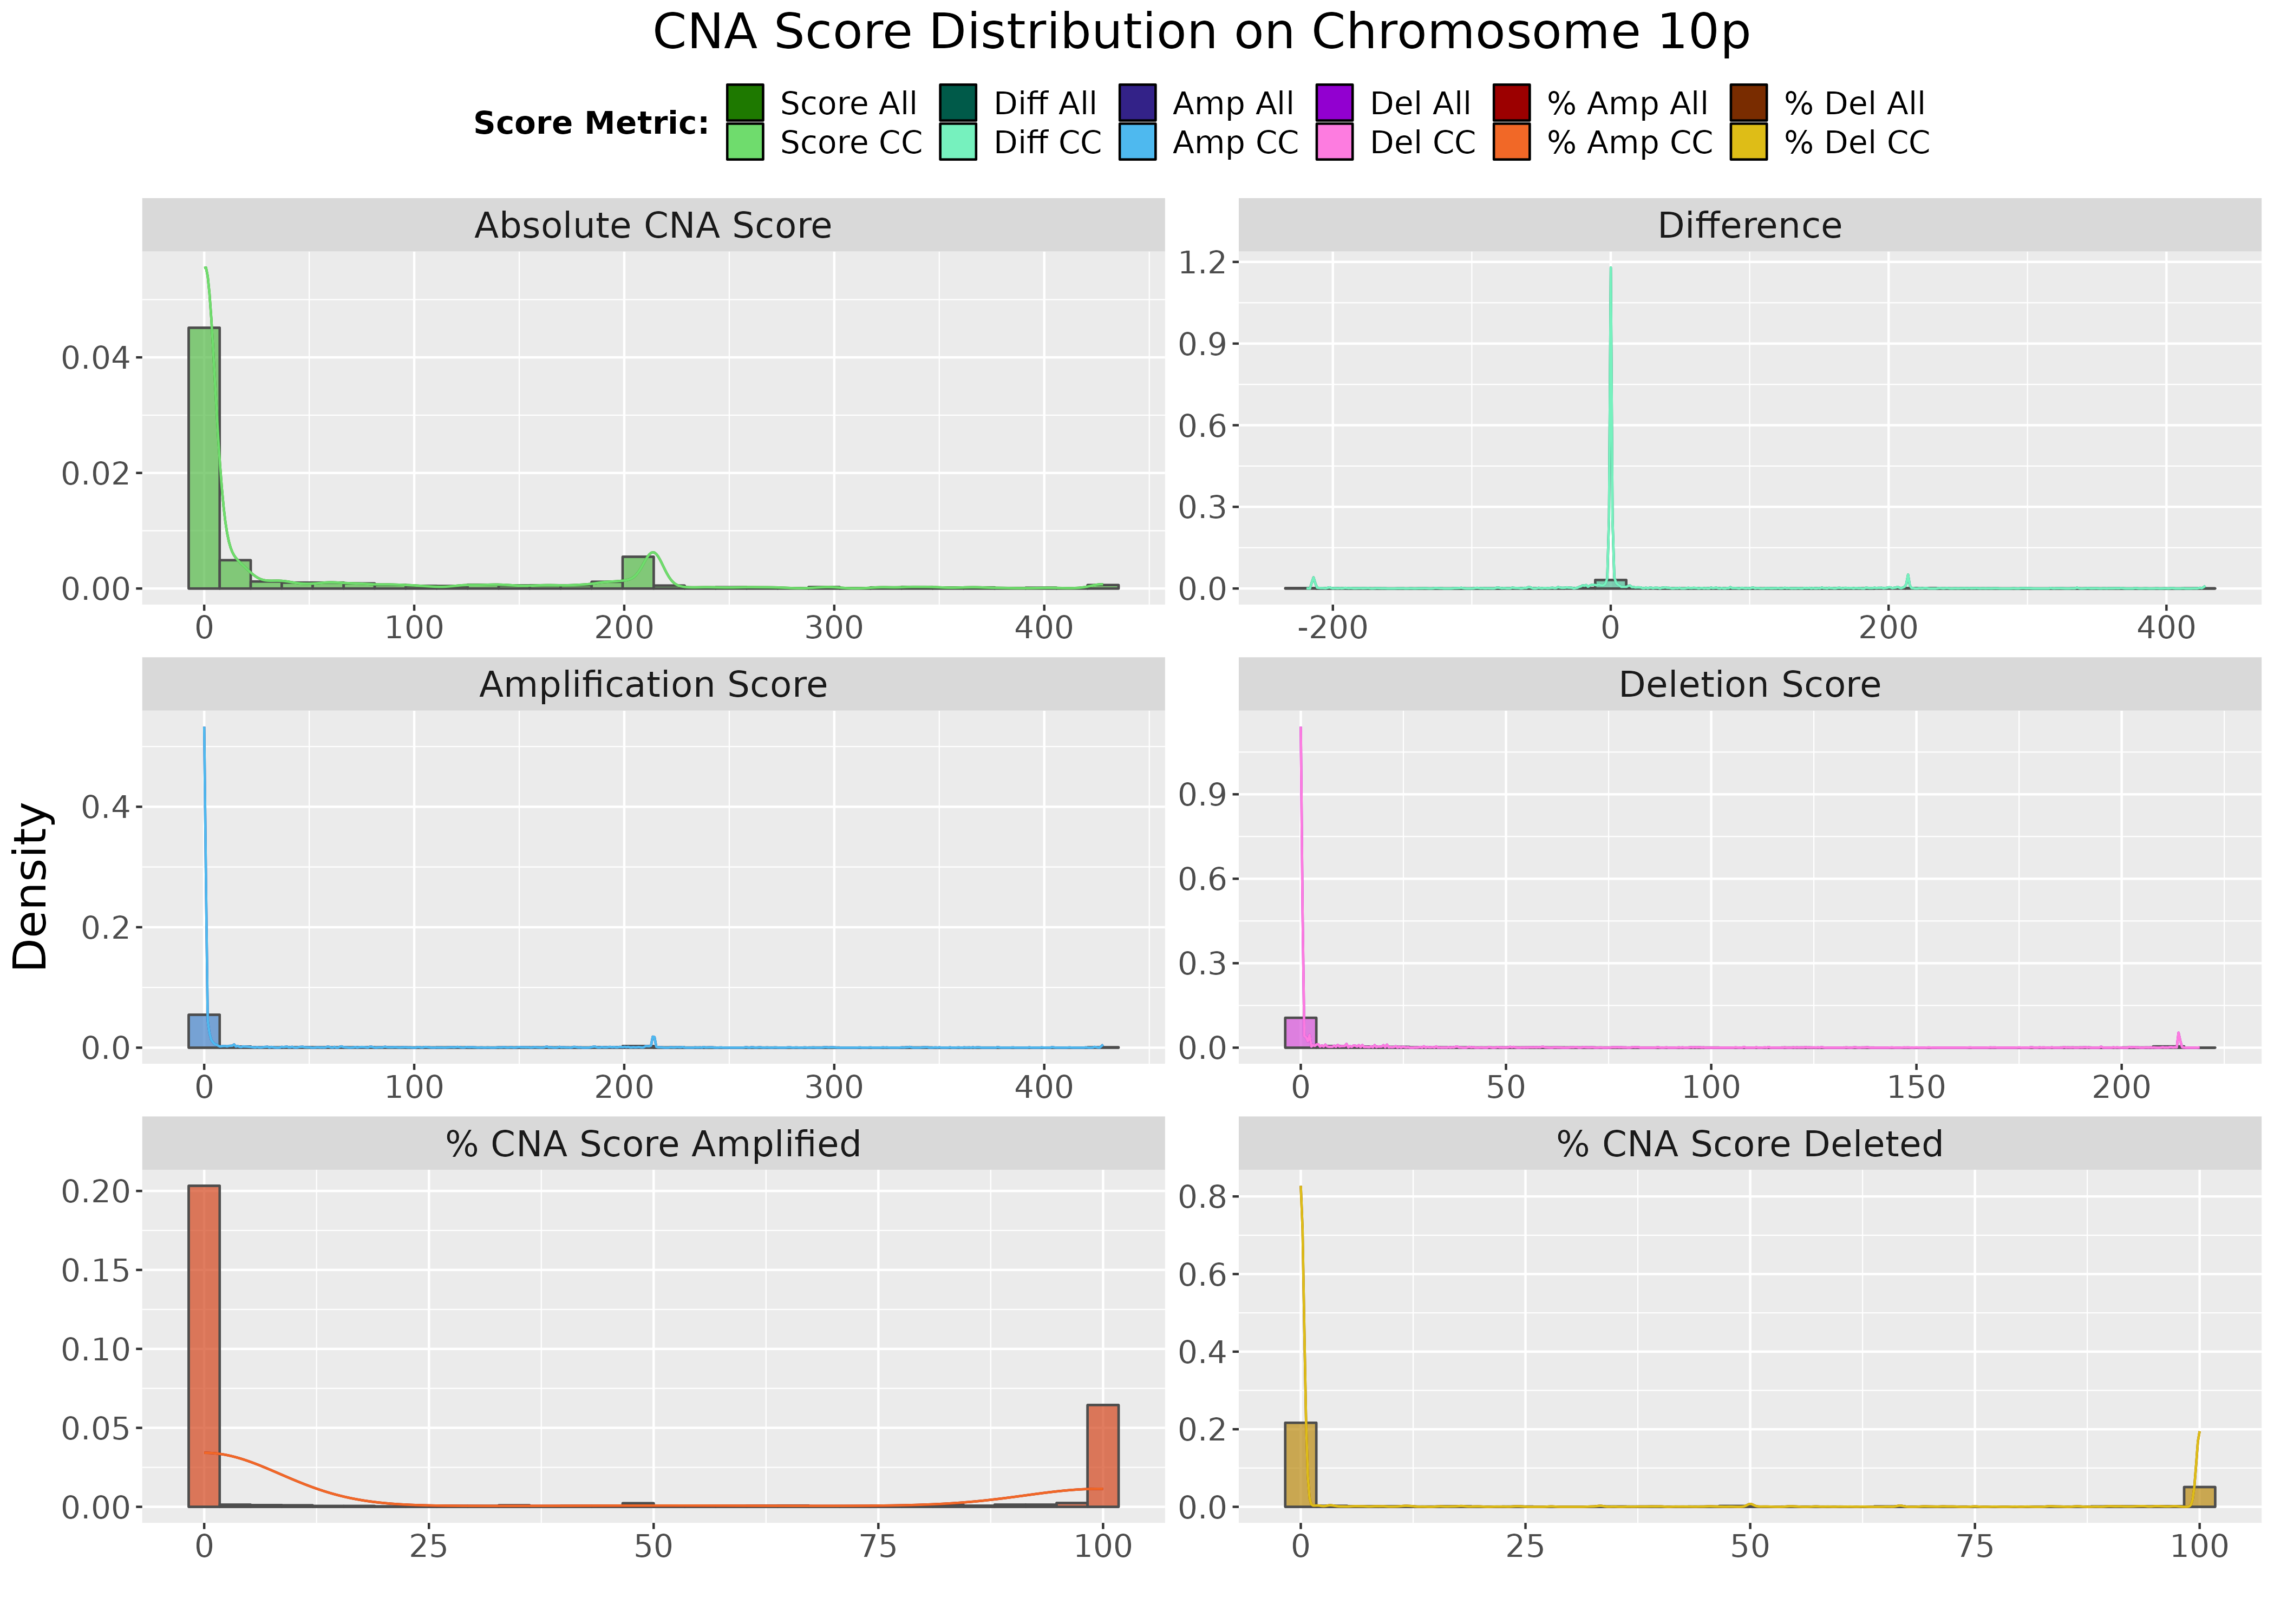 CNA Score Distribution on Chromosome 10p
Score Metric:
Score All Diff All Amp All Del All % Amp All % Del All
Score CC Diff CC Amp CC Del CC % Amp CC % Del CC
Absolute CNA Score
0.04
0.02
0.00
0 100 200 300 400
Difference
1.2
0.9
0.6
0.3
0.0
-200 0 200 400
Density
Amplification Score
0.4
0.2
0.0
0 100 200 300 400
Deletion Score
0.9
0.6
0.3
0.0
0 50 100 150 200
% CNA Score Amplified
0.20
0.15
0.10
0.05
0.00
0 25 50 75 100
% CNA Score Deleted
0.8
0.6
0.4
0.2
0.0
0 25 50 75 100